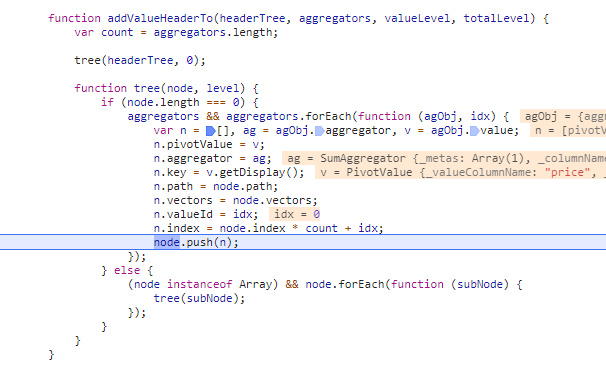 function addValueHeaderTo(headerTree, aggregators, valueLevel, totalLevel) {
var count = aggregators.length;
tree(headerTree, 0);
function tree(node, level) {
if (node.length === 0) {
aggregators && aggregators.forEach(function (agObj, idx) { agObj = {aggr
var n = [], ag = agObj.aggregator, v = agObj.value; n = [pivotV
n.pivotValue = v;
n.aggregator = ag; ag = SumAggregator {_metas: Array(1), _columnName
n.key = v.getDisplay(); v = PivotValue {_valueColumnName: "price", _
n.path = node.path;
n.vectors = node.vectors;
n.valueId = idx; idx = 0
n.index = node.index * count + idx;
node.push(n);
});
} else {
(node instanceof Array) && node.forEach(function (subNode) {
tree(subNode);
});
}
}
}